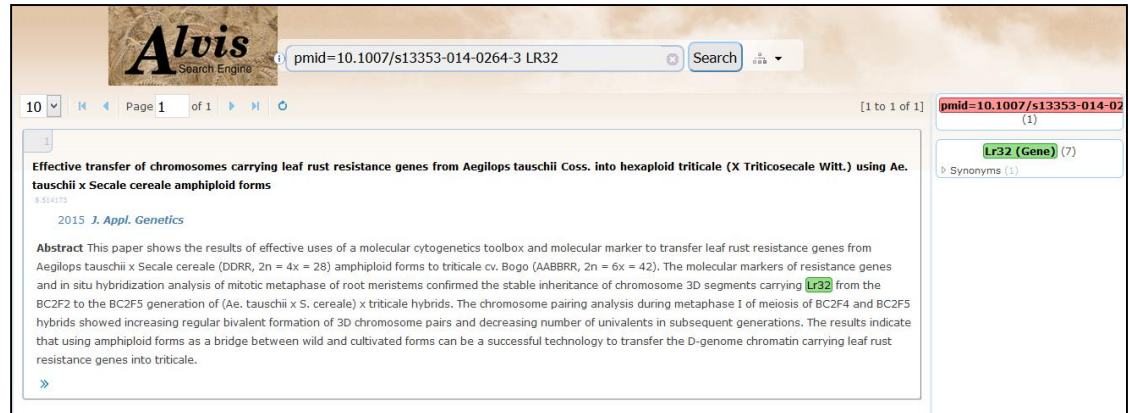 Alvis
Search Engine
i
pmid=10.1007/s13353-014-0264-3 LR32
Search
10
Page 1 of 1
[1 to 1 of 1]
1
Effective transfer of chromosomes carrying leaf rust resistance genes from Aegilops tauschii Coss. into hexaploid triticale (X Triticosecale Witt.) using Ae.
tauschii x Secale cereale amphiploid forms
8.514173
2015 J. Appl. Genetics
Abstract This paper shows the results of effective uses of a molecular cytogenetics toolbox and molecular marker to transfer leaf rust resistance genes from
Aegilops tauschii x Secale cereale (DDRR, 2n = 4x = 28) amphiploid forms to triticale cv. Bogo (AABBRR, 2n = 6x = 42). The molecular markers of resistance genes
and in situ hybridization analysis of mitotic metaphase of root meristems confirmed the stable inheritance of chromosome 3D segments carrying Lr32 from the
BC2F2 to the BC2F5 generation of (Ae. tauschii x S. cereale) x triticale hybrids. The chromosome pairing analysis during metaphase I of meiosis of BC2F4 and BC2F5
hybrids showed increasing regular bivalent formation of 3D chromosome pairs and decreasing number of univalents in subsequent generations. The results indicate
that using amphiploid forms as a bridge between wild and cultivated forms can be a successful technology to transfer the D-genome chromatin carrying leaf rust
resistance genes into triticale.
pmid=10.1007/s13353-014-02
(1)
Lr32 (Gene) (7)
Synonyms (1)